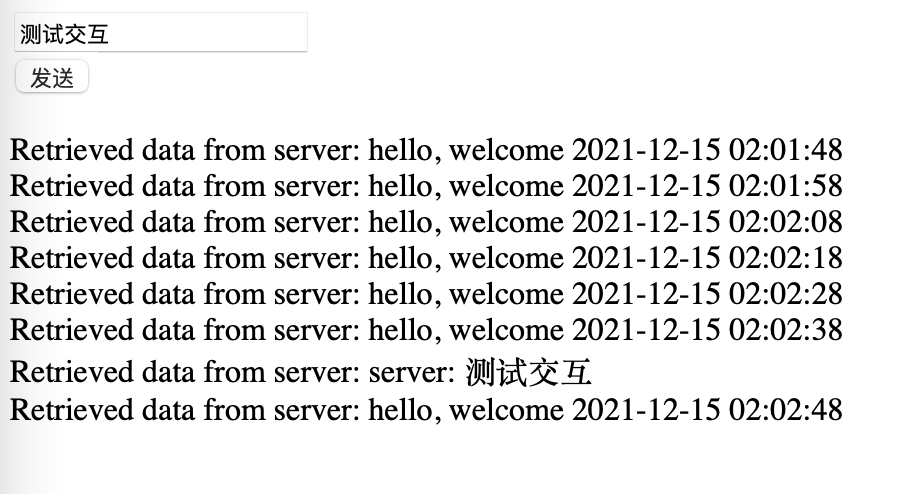 测试交互
发送
Retrieved data from server: hello, welcome 2021-12-15 02:01:48
Retrieved data from server: hello, welcome 2021-12-15 02:01:58
Retrieved data from server: hello, welcome 2021-12-15 02:02:08
Retrieved data from server: hello, welcome 2021-12-15 02:02:18
Retrieved data from server: hello, welcome 2021-12-15 02:02:28
Retrieved data from server: hello, welcome 2021-12-15 02:02:38
Retrieved data from server: server: 测试交互
Retrieved data from server: hello, welcome 2021-12-15 02:02:48